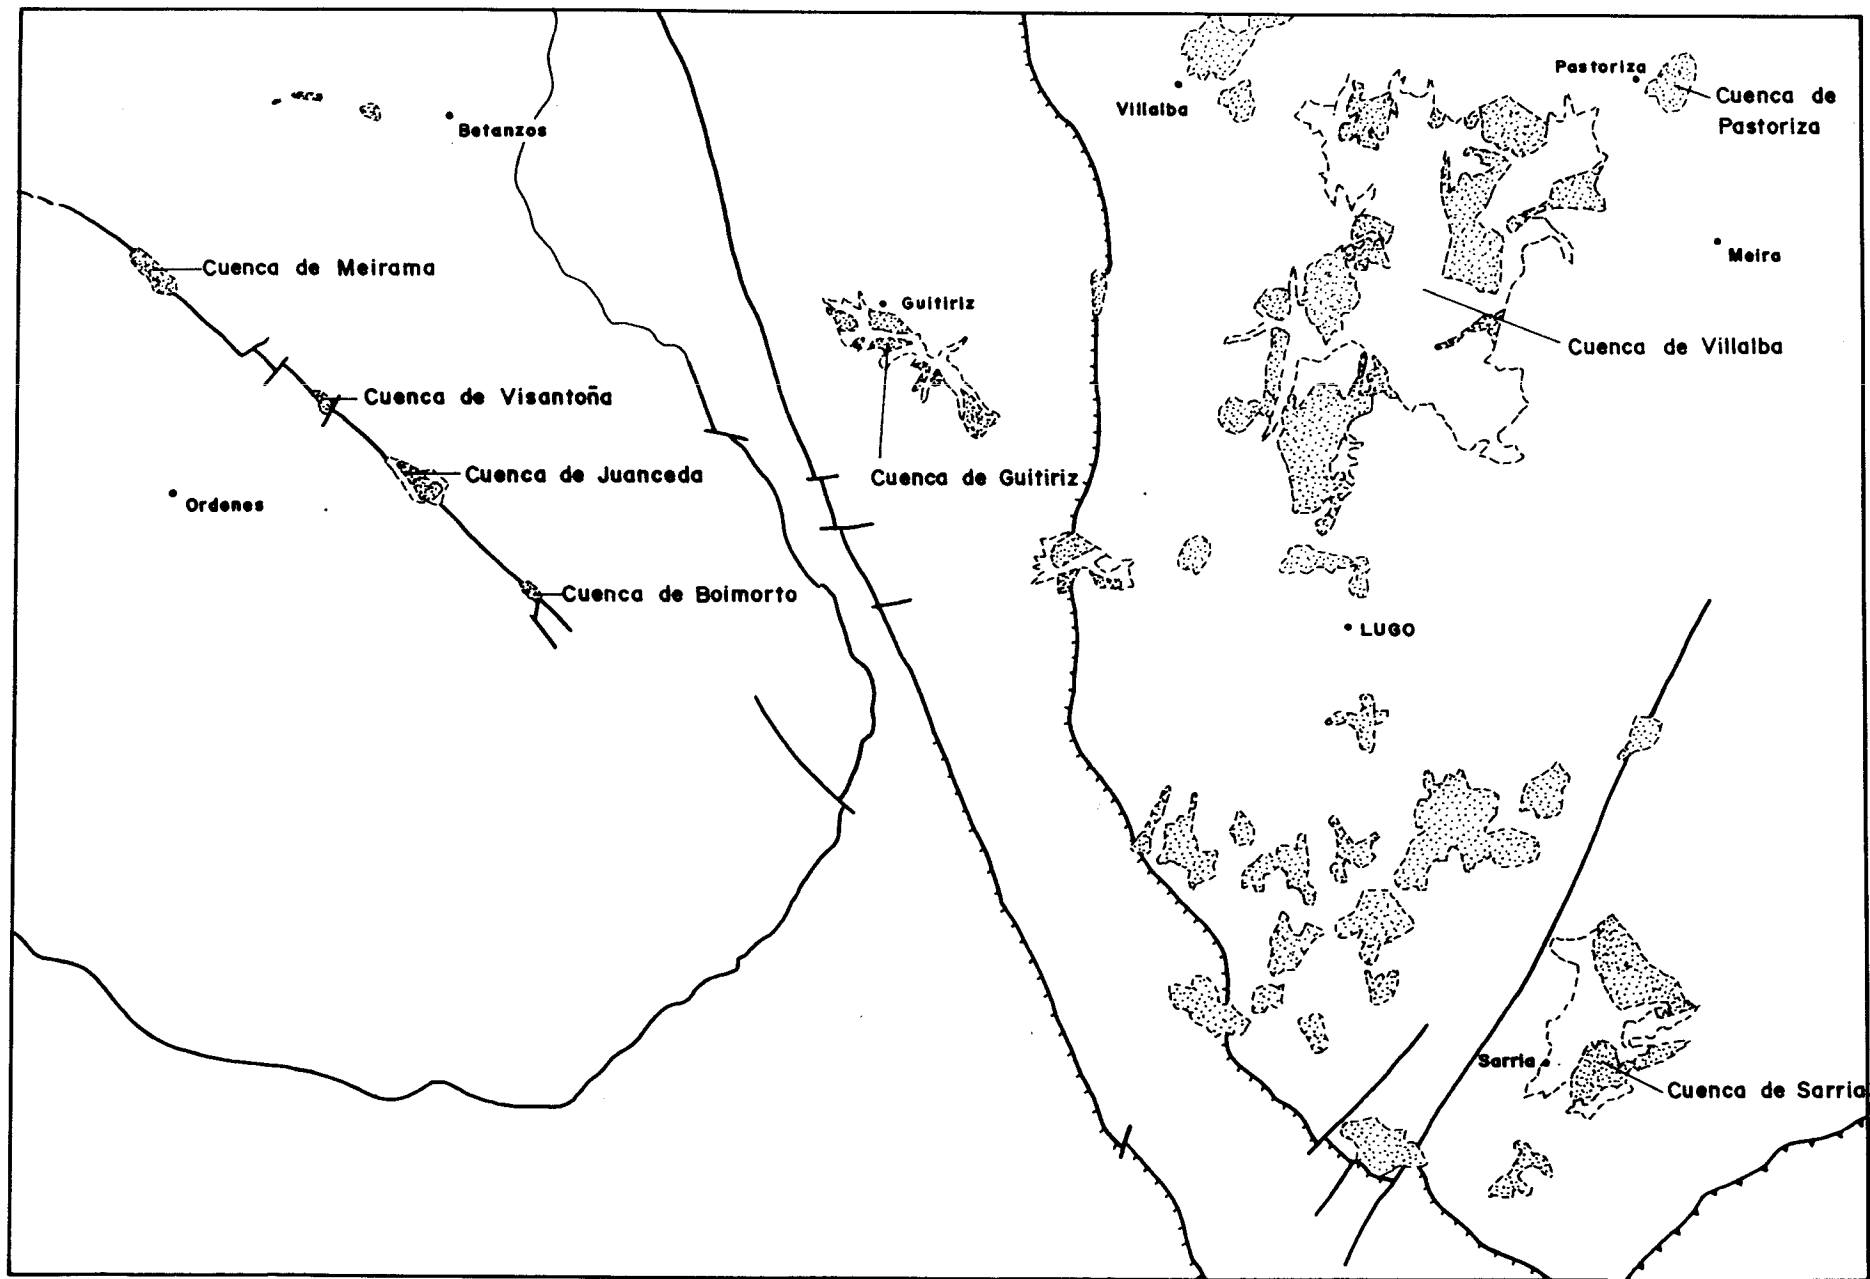 Pastoriza
Cuenca de
Pastoriza
Villalba
Betanzos
Meira
Cuenca de Meirama
Guitiriz
Cuenca de Villalba
Cuenca de Visantoña
Cuenca de Juanceda
Cuenca de Guitiriz
Ordenes
Cuenca de Boimorto
LUGO
Sarria
Cuenca de Sarria